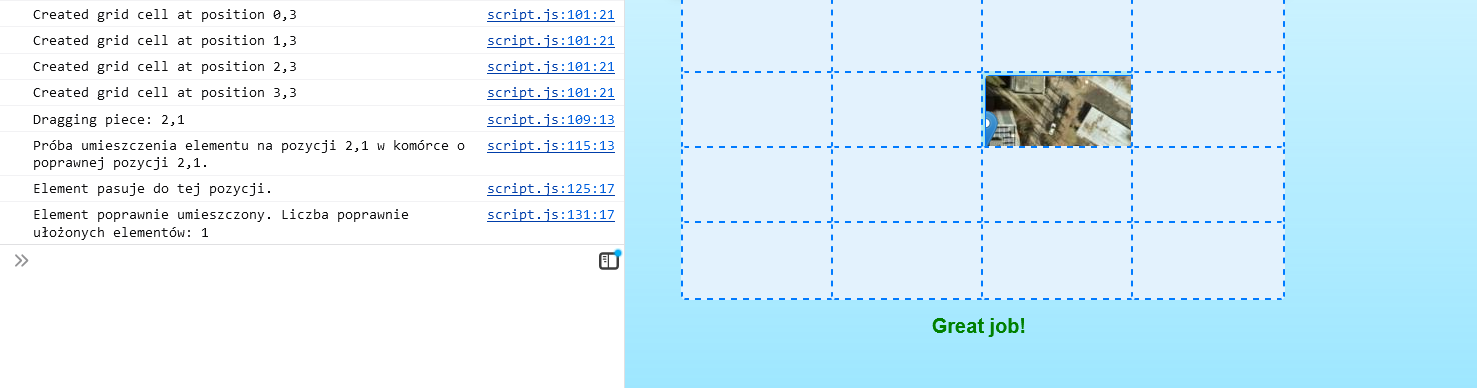 Created grid cell at position 0,3 script.js:101:21
Created grid cell at position 1,3 script.js:101:21
Created grid cell at position 2,3 script.js:101:21
Created grid cell at position 3,3 script.js:101:21
Dragging piece: 2,1 script.js:109:13
Próba umieszczenia elementu na pozycji 2,1 w komórce o script.js:115:13
poprawnej pozycji 2,1.
Element pasuje do tej pozycji. script.js:125:17
Element poprawnie umieszczony. Liczba poprawnie script.js:131:17
ułożonych elementów: 1
Great job!